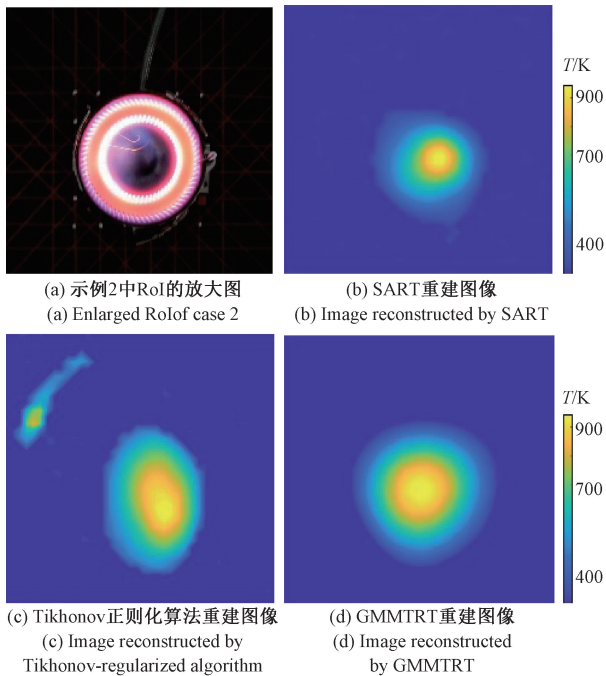 T/K
900
700
400
(a) 示例2中RoI的放大图
(a) Enlarged RoIof case 2
(b) SART重建图像
(b) Image reconstructed by SART
T/K
900
700
400
(c) Tikhonov正则化算法重建图像
(c) Image reconstructed by
Tikhonov-regularized algorithm
(d) GMMTRT重建图像
(d) Image reconstructed
by GMMTRT